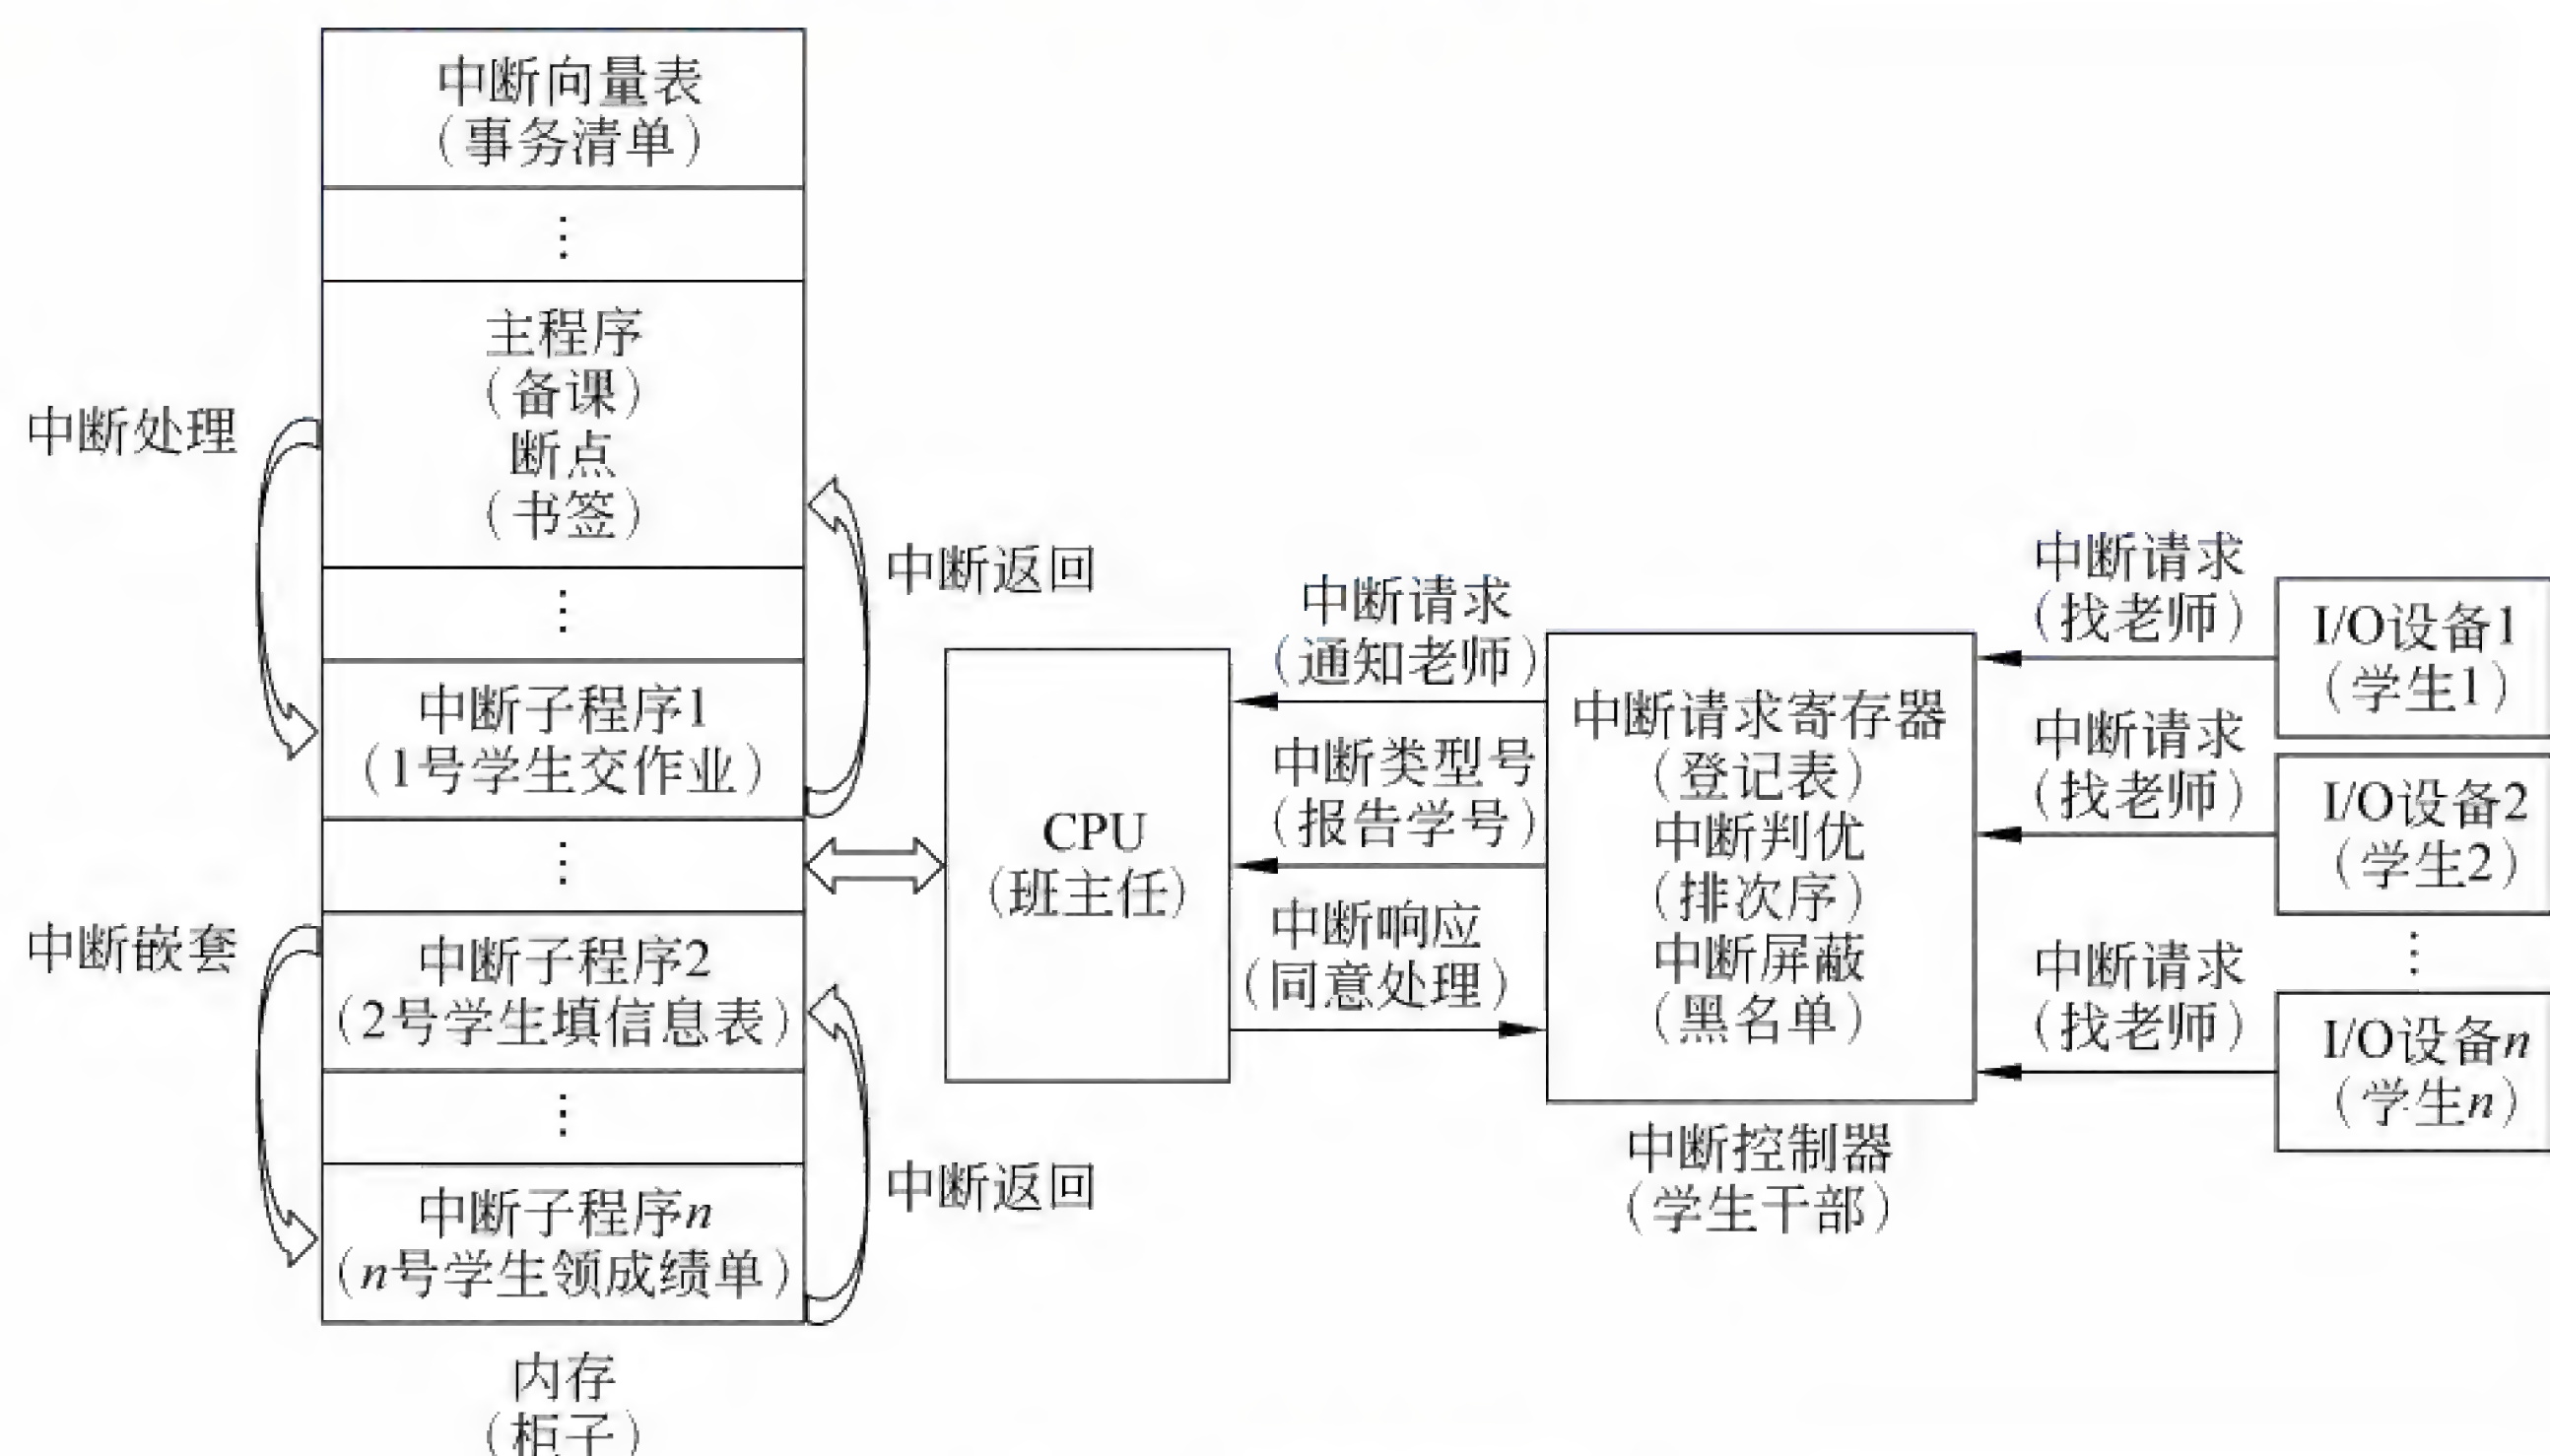 中断向量表
(事务清单)
⋮
主程序
(备课)
断点
(书签)
⋮
中断子程序1
(1号学生交作业)
⋮
中断子程序2
(2号学生填信息表)
⋮
中断子程序n
(n号学生领成绩单)
内存
(柜子)
中断处理
中断嵌套
中断返回
中断返回
CPU
(班主任)
中断请求
(通知老师)
中断类型号
(报告学号)
中断响应
(同意处理)
中断请求寄存器
(登记表)
中断判优
(排次序)
中断屏蔽
(黑名单)
中断控制器
(学生干部)
中断请求
(找老师)
中断请求
(找老师)
中断请求
(找老师)
I/O设备1
(学生1)
I/O设备2
(学生2)
⋮
I/O设备n
(学生n)